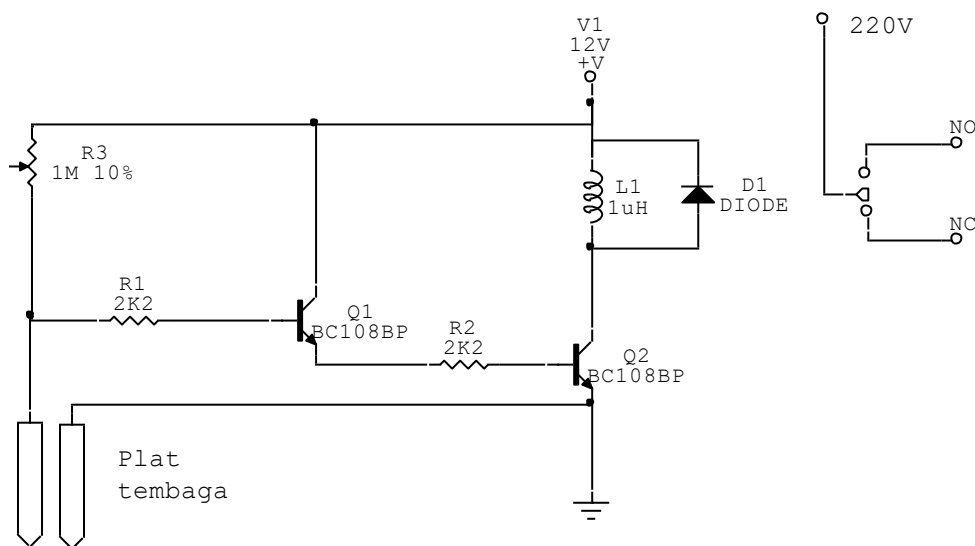 V1
12V
+V
220V
R3
1M 10%
NO
L1
1uH
D1
DIODE
NC
R1
2K2
Q1
BC108BP
R2
2K2
Q2
BC108BP
Plat
tembaga